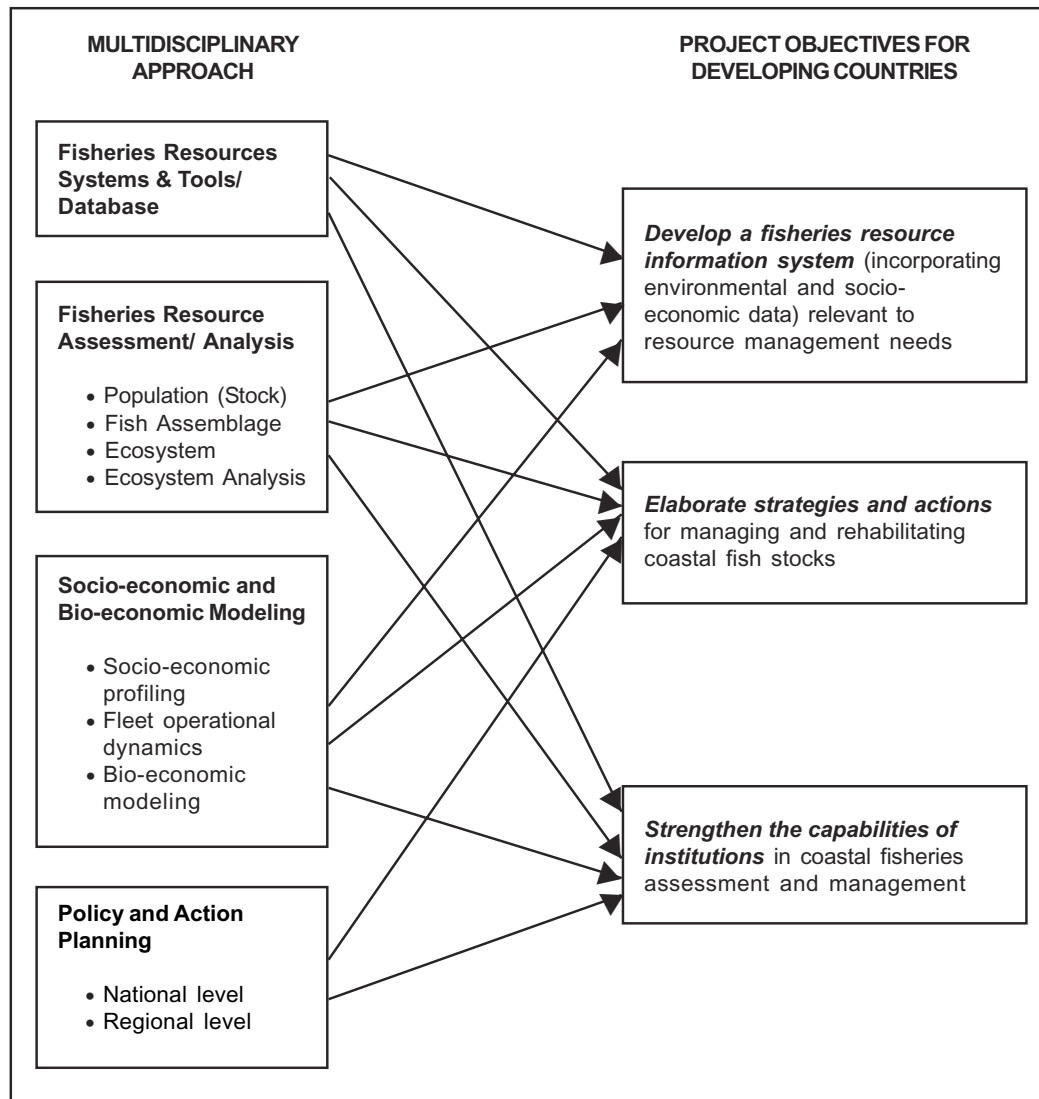 MULTIDISCIPLINARY
APPROACH
Fisheries Resources
Systems & Tools/
Database
Fisheries Resource
Assessment/ Analysis
• Population (Stock)
• Fish Assemblage
• Ecosystem
• Ecosystem Analysis
Socio-economic and
Bio-economic Modeling
• Socio-economic
profiling
• Fleet operational
dynamics
• Bio-economic
modeling
Policy and Action
Planning
• National level
• Regional level
PROJECT OBJECTIVES FOR
DEVELOPING COUNTRIES
Develop a fisheries resource
information system (incorporating
environmental and socio-
economic data) relevant to
resource management needs
Elaborate strategies and actions
for managing and rehabilitating
coastal fish stocks
Strengthen the capabilities of
institutions in coastal fisheries
assessment and management